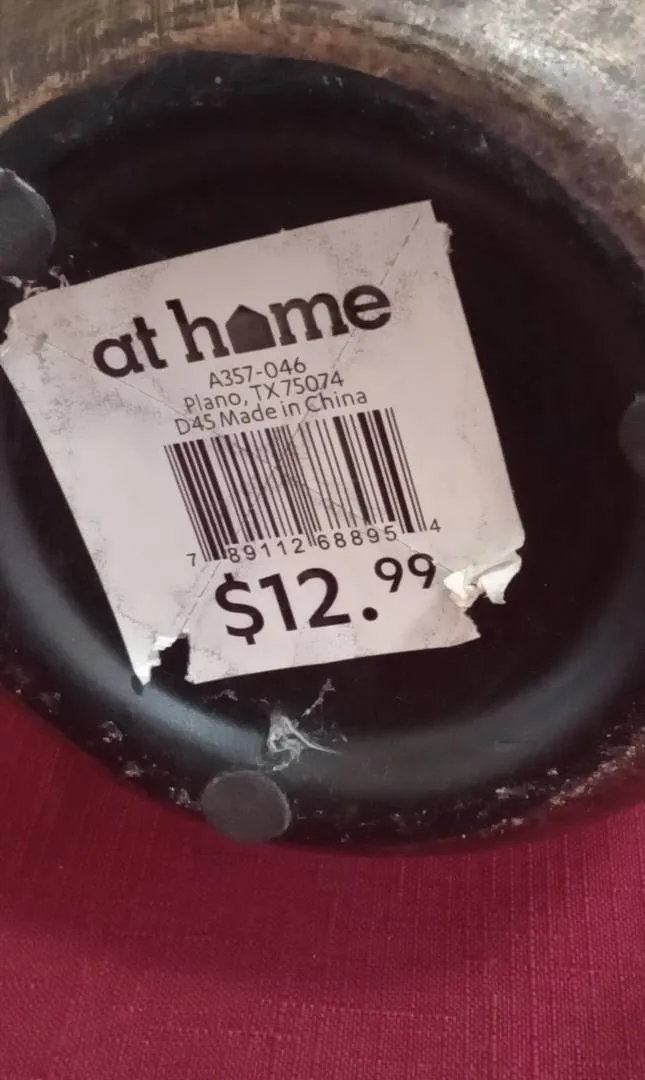 at home
A357-046
Plano, TX 75074
D45 Made in China
7 89112 68895 4
$12.99